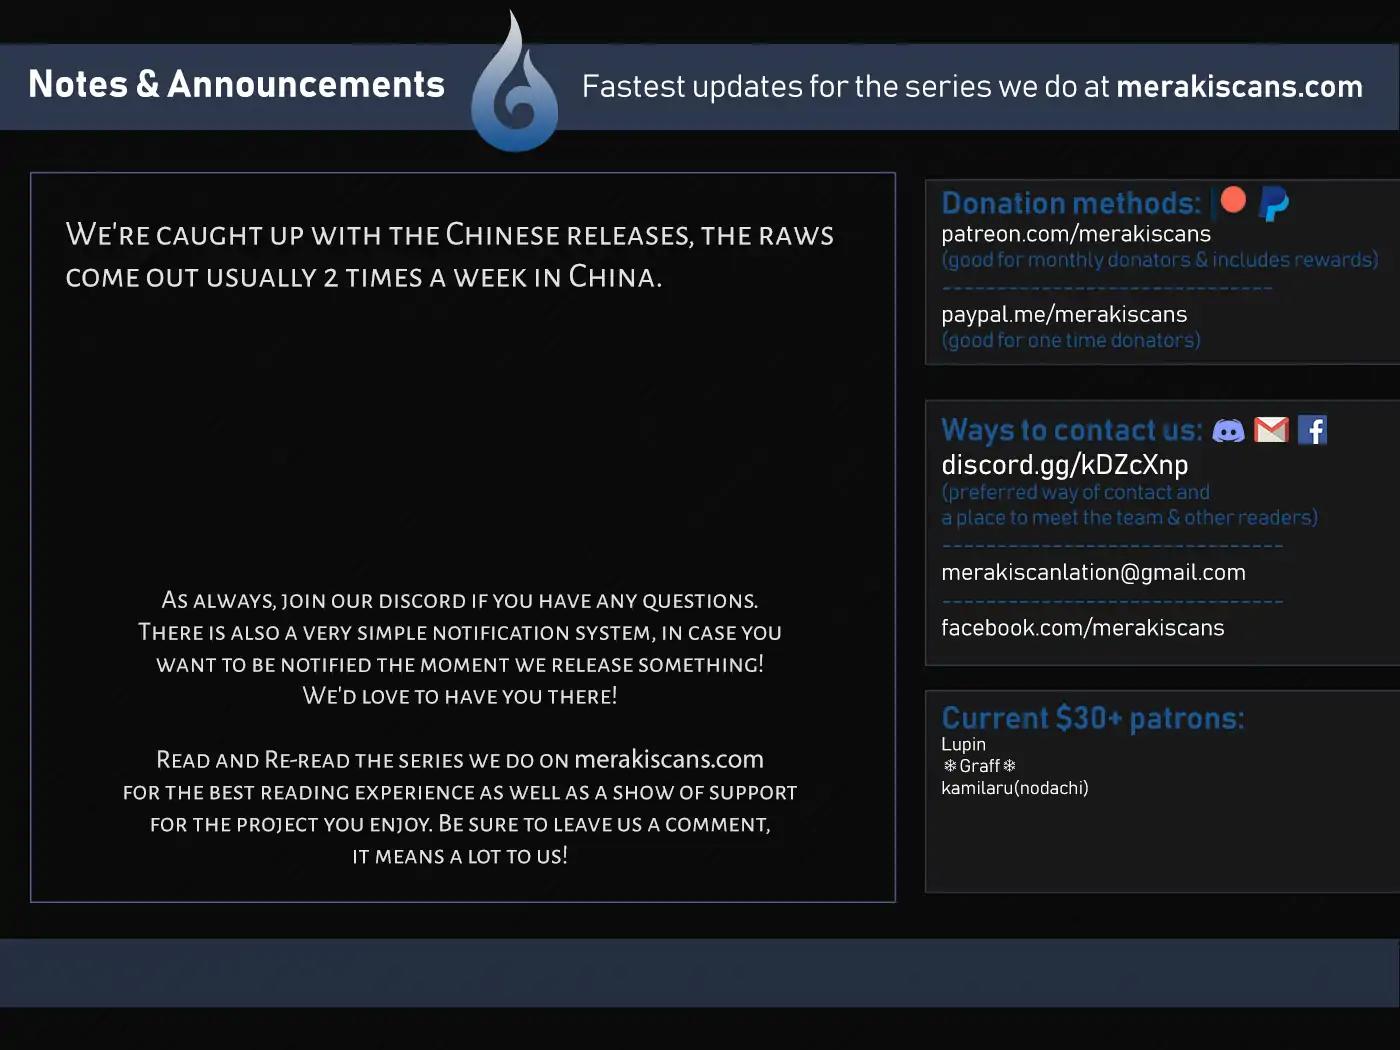 Notes & Announcements
Fastest updates for the series we do at merakiscans.com
We're caught up with the Chinese releases, the raws
come out usually 2 times a week in China.
As always, join our discord if you have any questions.
There is also a very simple notification system, in case you
want to be notified the moment we release something!
We'd love to have you there!
Read and Re-read the series we do on merakiscans.com
for the best reading experience as well as a show of support
for the project you enjoy. Be sure to leave us a comment,
it means a lot to us!
Donation methods:
patreon.com/merakiscans
(good for monthly donators & includes rewards)
------------------------------
paypal.me/merakiscans
(good for one time donators)
Ways to contact us:
discord.gg/kDZcXnp
(preferred way of contact and
a place to meet the team & other readers)
-------------------------------
merakiscanlation@gmail.com
-------------------------------
facebook.com/merakiscans
Current $30+ patrons:
Lupin
❄Graff❄
kamilaru(nodachi)